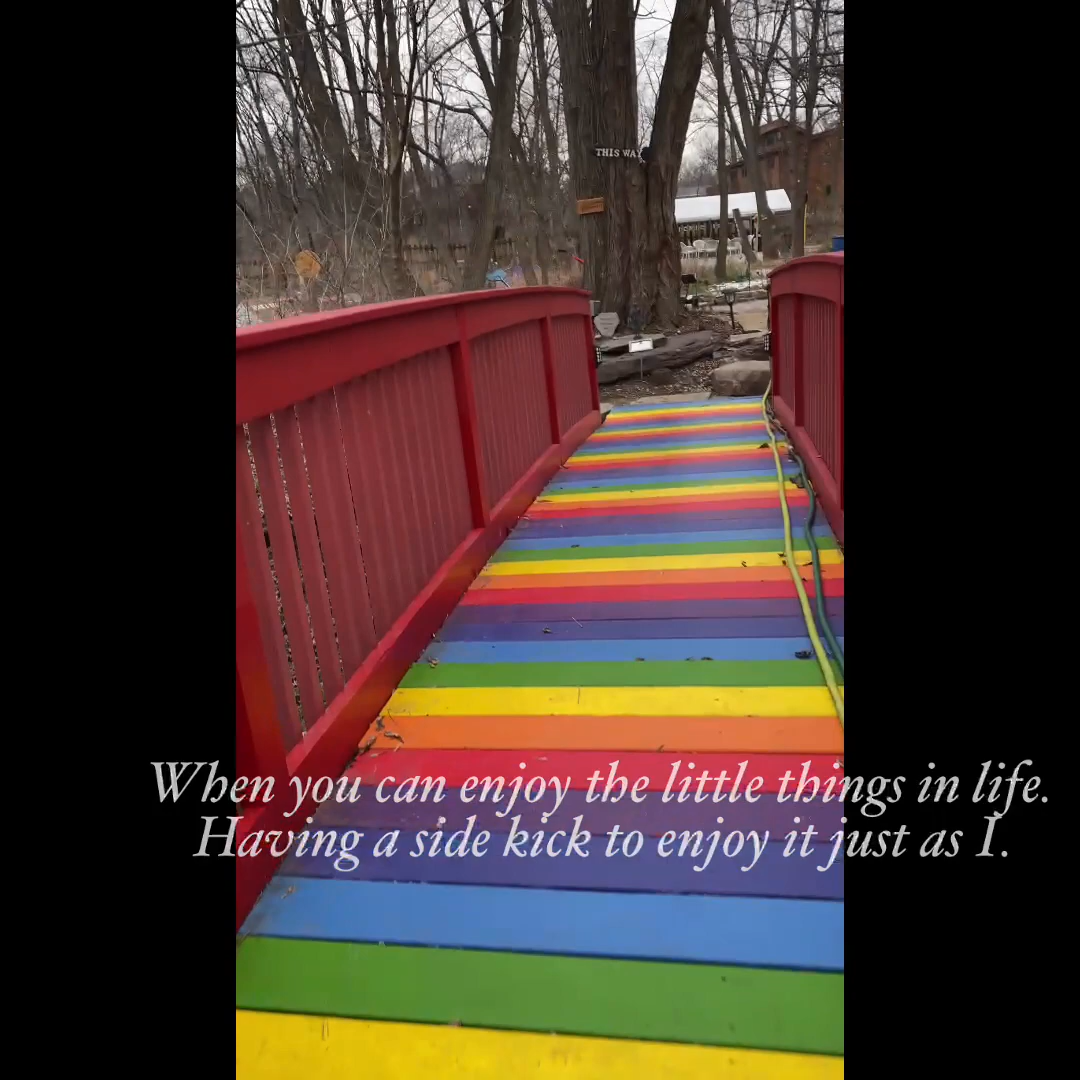 THIS WAY
When you can enjoy the little things in life.
Having a side kick to enjoy it just as I.